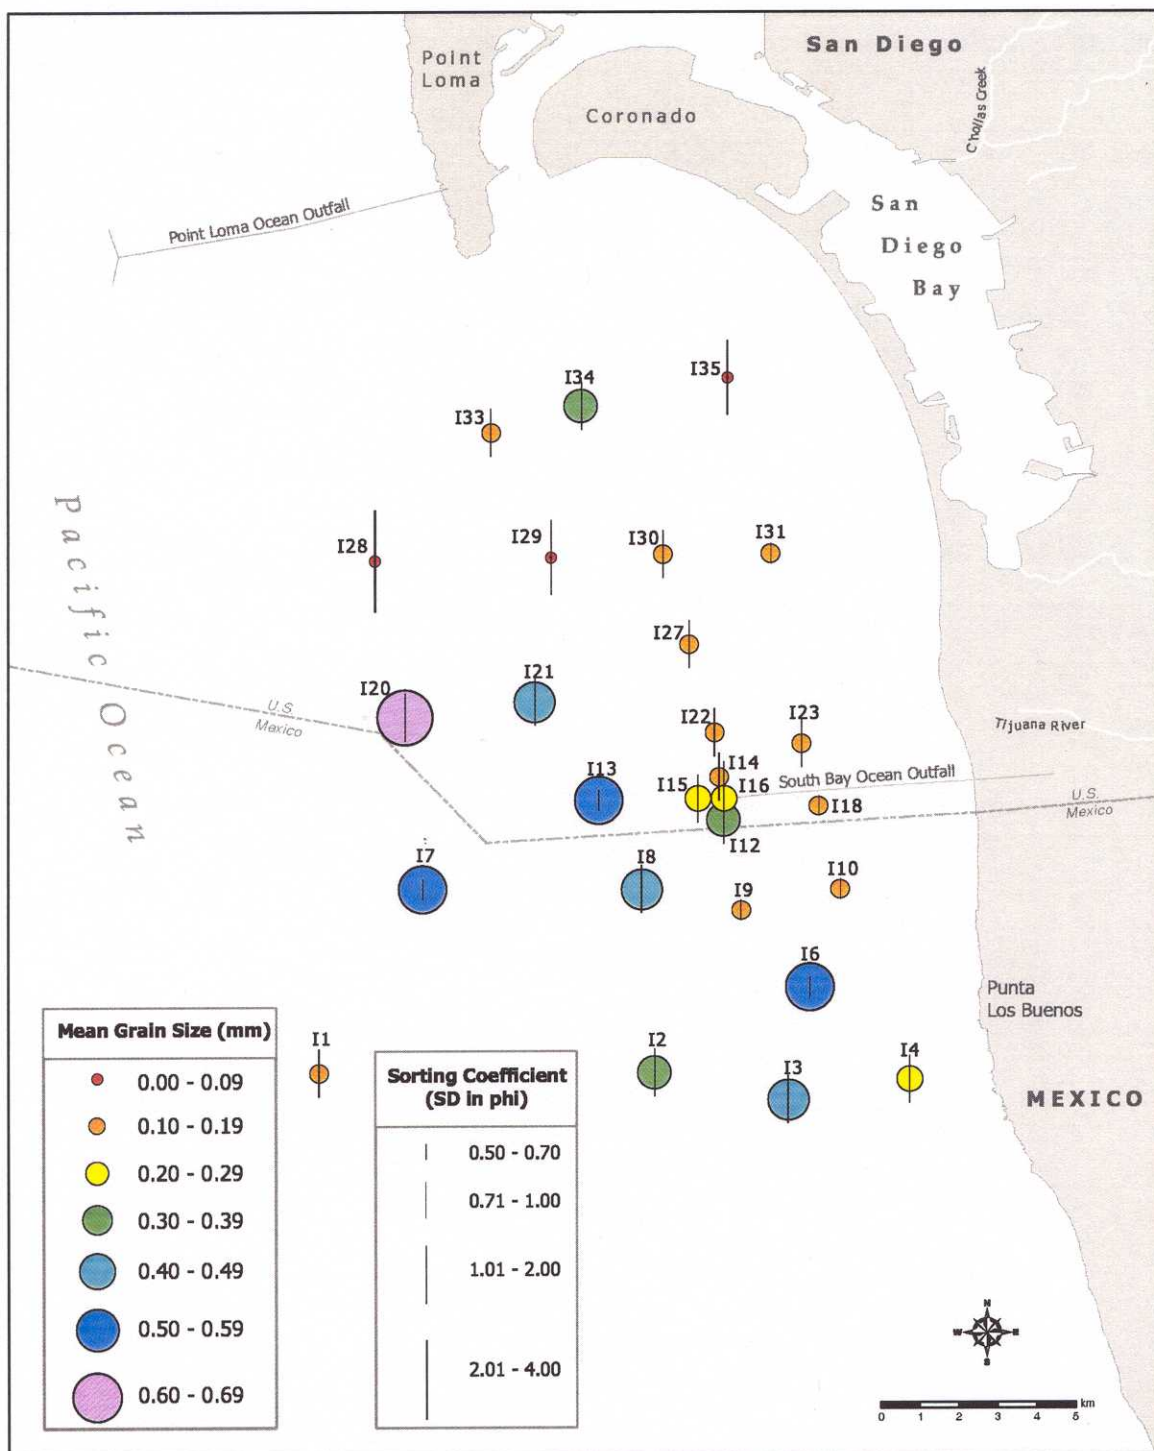 San Diego
Point
Loma
Coronado
Chollas Creek
Point Loma Ocean Outfall
San
Diego
Bay
I35
I34
I33
I28
I29
I30
I31
Pacific Ocean
I27
I20
I21
U.S.
Mexico
I22
I23
Tijuana River
I13
I14
I15
I16
South Bay Ocean Outfall
I18
U.S.
Mexico
I12
I7
I8
I9
I10
I6
Punta
Los Buenos
I1
I2
I3
I4
MEXICO
Mean Grain Size (mm)
0.00 - 0.09
0.10 - 0.19
0.20 - 0.29
0.30 - 0.39
0.40 - 0.49
0.50 - 0.59
0.60 - 0.69
Sorting Coefficient
(SD in phi)
0.50 - 0.70
0.71 - 1.00
1.01 - 2.00
2.01 - 4.00
N
W E
S
km
0 1 2 3 4 5